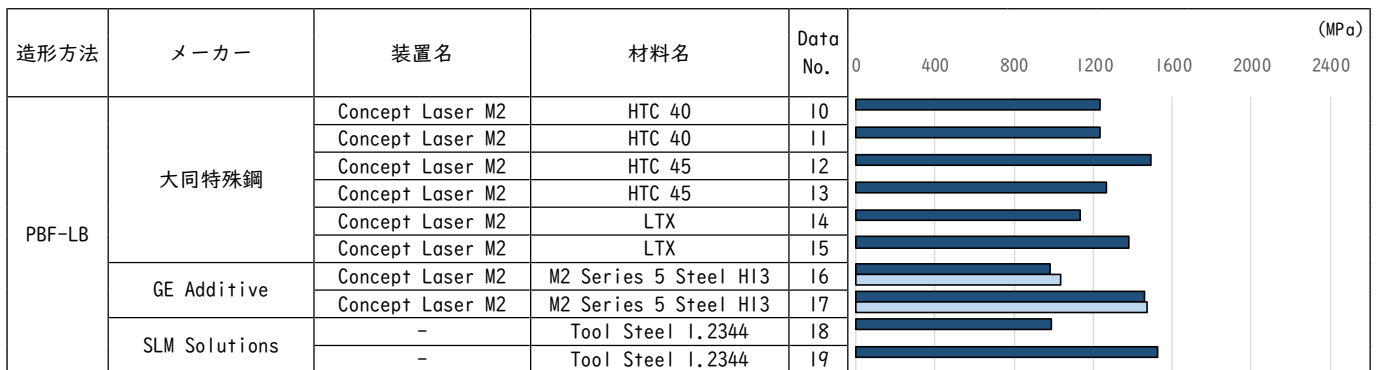 造形方法 メーカー 装置名 材料名 Data No. (MPa)
0 400 800 1200 1600 2000 2400
PBF-LB 大同特殊鋼 Concept Laser M2 HTC 40 10
Concept Laser M2 HTC 40 11
Concept Laser M2 HTC 45 12
Concept Laser M2 HTC 45 13
Concept Laser M2 LTX 14
Concept Laser M2 LTX 15
GE Additive Concept Laser M2 M2 Series 5 Steel H13 16
Concept Laser M2 M2 Series 5 Steel H13 17
SLM Solutions - Tool Steel 1.2344 18
- Tool Steel 1.2344 19